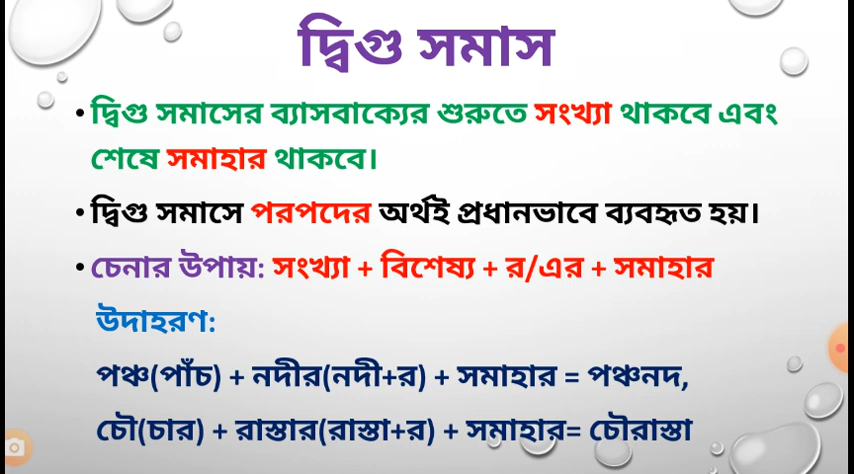 দ্বিগু সমাস
• দ্বিগু সমাসের ব্যাসবাক্যের শুরুতে সংখ্যা থাকবে এবং
শেষে সমাহার থাকবে।
• দ্বিগু সমাসে পরপদের অর্থই প্রধানভাবে ব্যবহৃত হয়।
• চেনার উপায়: সংখ্যা + বিশেষ্য + র/এর + সমাহার
উদাহরণ:
পঞ্চ(পাঁচ) + নদীর(নদী+র) + সমাহার = পঞ্চনদ,
চৌ(চার) + রাস্তার(রাস্তা+র) + সমাহার= চৌরাস্তা